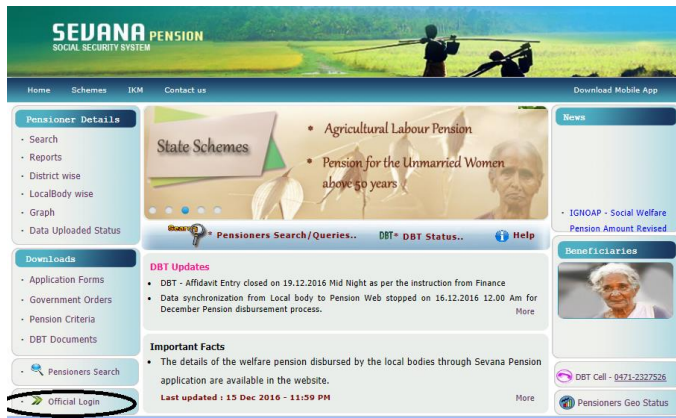 SEVANA PENSION
SOCIAL SECURITY SYSTEM
Home Schemes IKM Contact us Download Mobile App
Pensioner Details
Search
Reports
District wise
LocalBody wise
Graph
Data Uploaded Status
Downloads
Application Forms
Government Orders
Pension Criteria
DBT Documents
Pensioners Search
Official Login
State Schemes
• Agricultural Labour Pension
• Pension for the Unmarried Women
above 50 years
Search * Pensioners Search/Queries.. DBT* DBT Status.. Help
DBT Updates
• DBT - Affidavit Entry closed on 19.12.2016 Mid Night as per the instruction from Finance
• Data synchronization from Local body to Pension Web stopped on 16.12.2016 12.00 Am for
December Pension disbursement process.
More
Important Facts
• The details of the welfare pension disbursed by the local bodies through Sevana Pension
application are available in the website.
Last updated : 15 Dec 2016 - 11:59 PM More
News
IGNOAP - Social Welfare
Pension Amount Revised
Beneficiaries
DBT Cell - 0471-2327526
Pensioners Geo Status